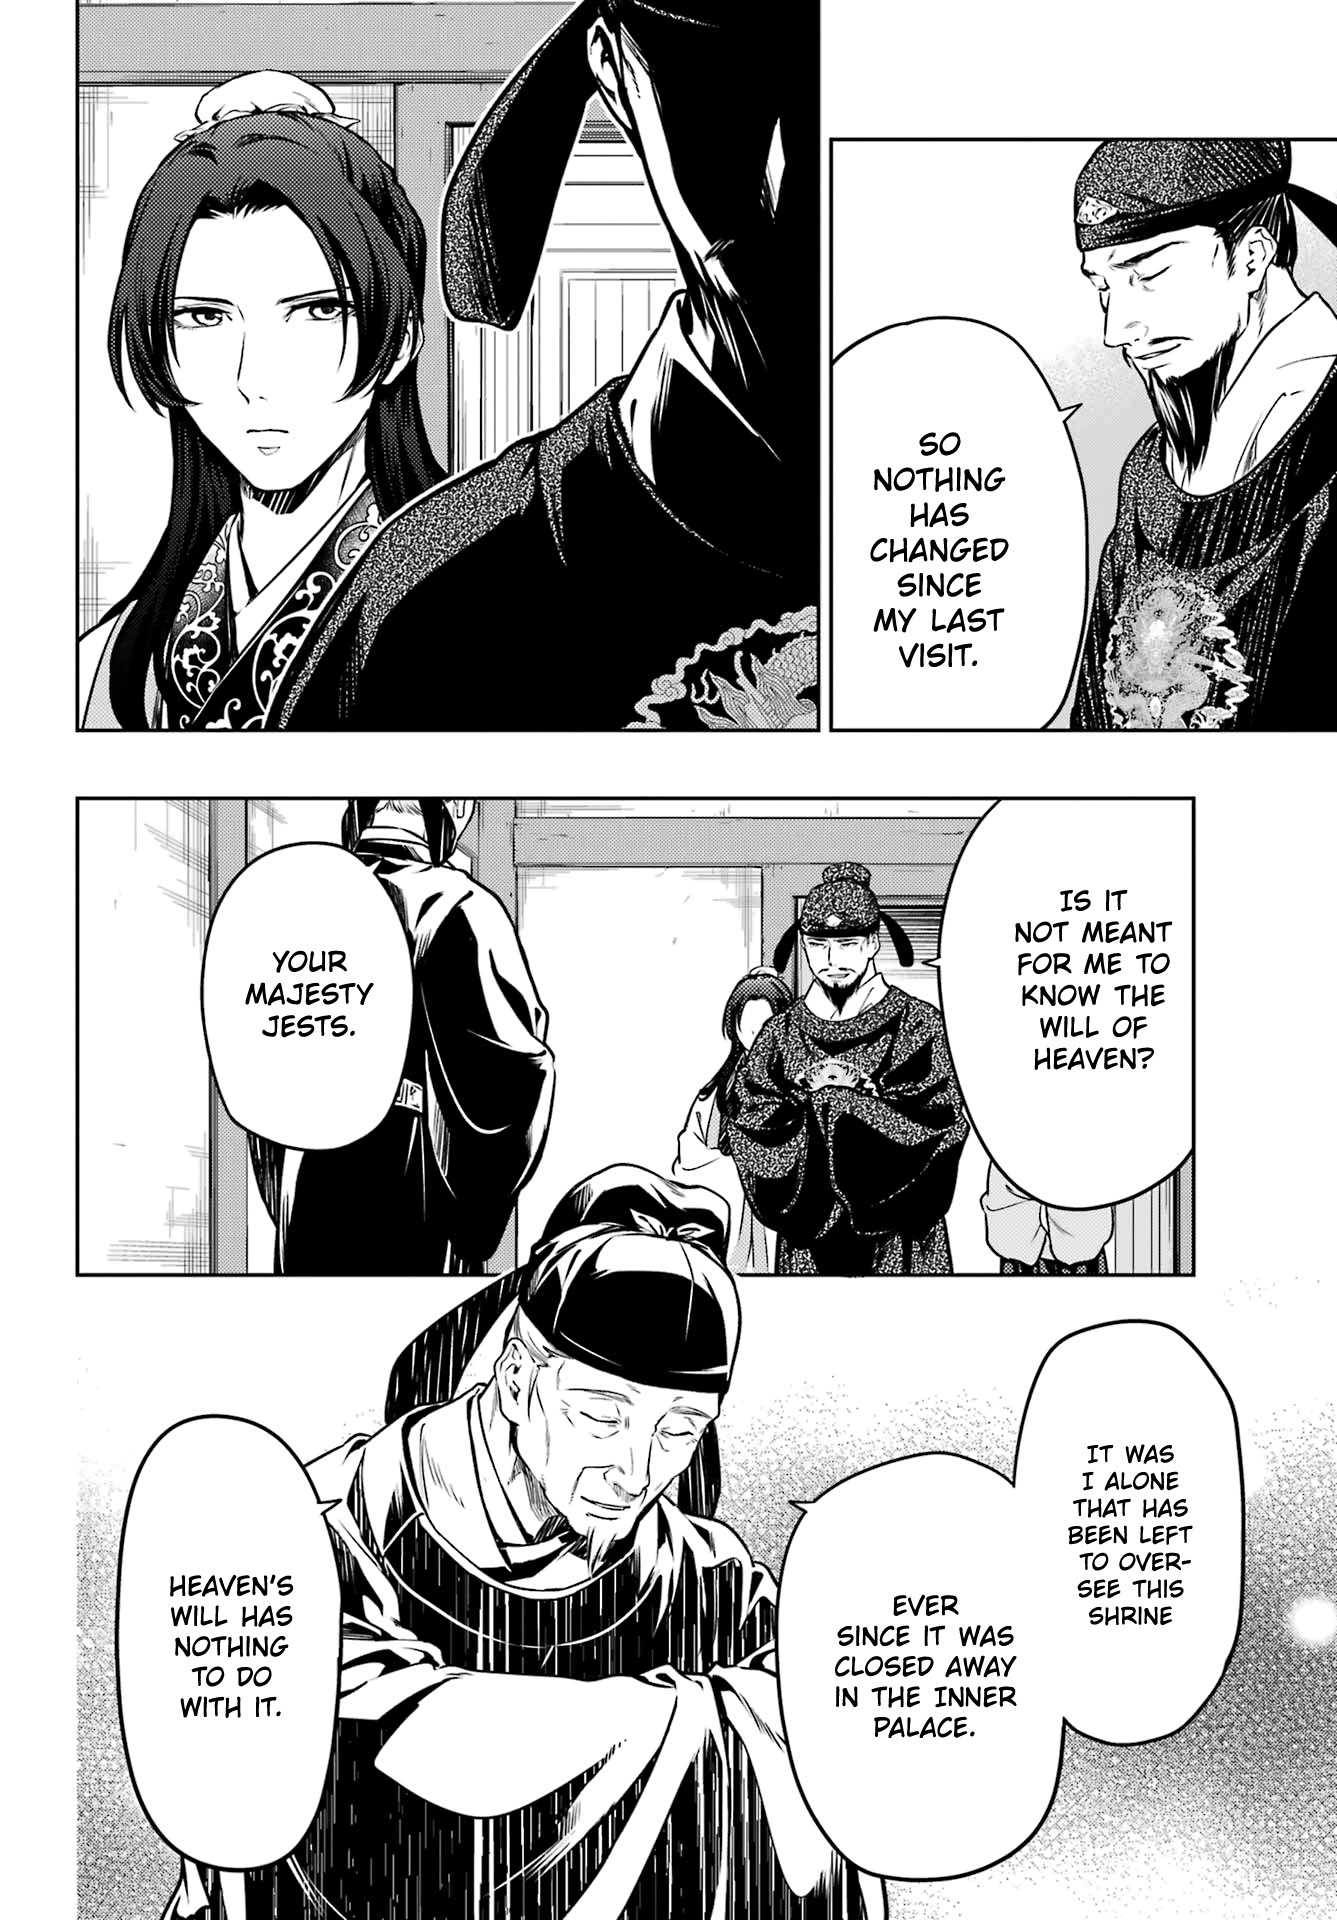 SO
NOTHING
HAS
CHANGED
SINCE
MY LAST
VISIT.
IS IT
NOT MEANT
FOR ME TO
KNOW THE
WILL OF
HEAVEN?
YOUR
MAJESTY
JESTS.
IT WAS
I ALONE
THAT HAS
BEEN LEFT
TO OVER-
SEE THIS
SHRINE
EVER
SINCE IT WAS
CLOSED AWAY
IN THE INNER
PALACE.
HEAVEN'S
WILL HAS
NOTHING
TO DO
WITH IT.